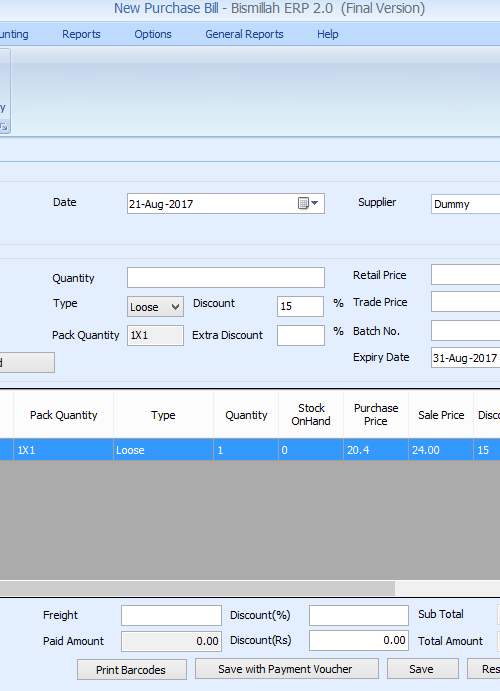 New Purchase Bill - Bismillah ERP 2.0 (Final Version)
unting Reports Options General Reports Help
y
Date 21-Aug-2017 Supplier Dummy
Quantity Retail Price
Type Loose Discount 15 % Trade Price
Pack Quantity 1X1 Extra Discount % Batch No.
Expiry Date 31-Aug-2017
d
Pack Quantity Type Quantity Stock OnHand Purchase Price Sale Price Disco
1X1 Loose 1 0 20.4 24.00 15
Freight Discount(%) Sub Total
Paid Amount 0.00 Discount(Rs) 0.00 Total Amount
Print Barcodes Save with Payment Voucher Save Res